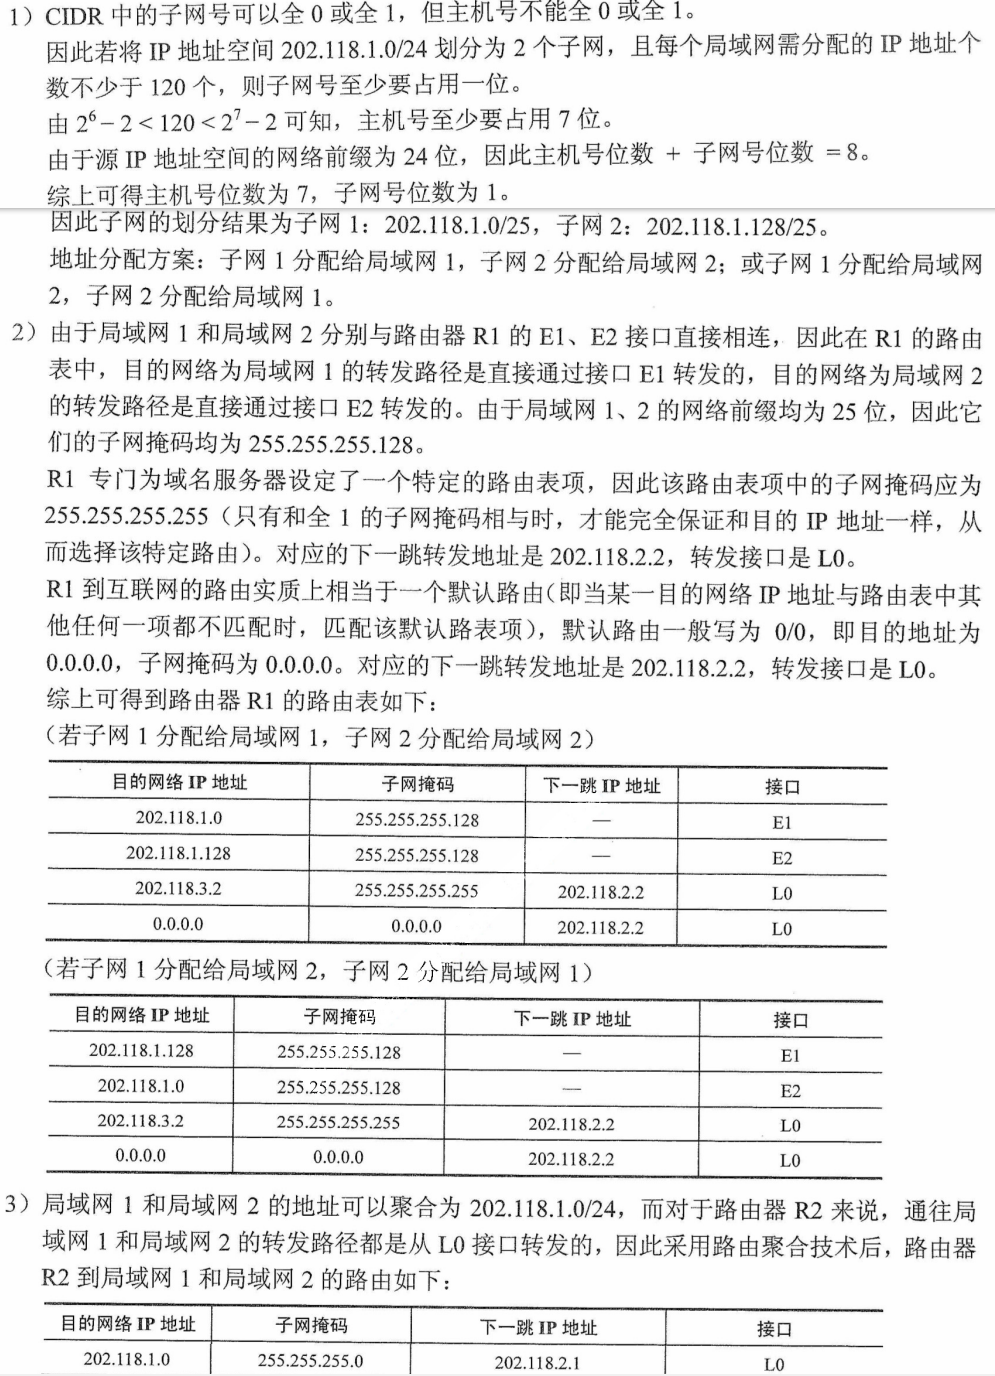 1）CIDR 中的子网号可以全 0 或全 1，但主机号不能全 0 或全 1。
因此若将 IP 地址空间 202.118.1.0/24 划分为 2 个子网，且每个局域网需分配的 IP 地址个
数不少于 120 个，则子网号至少要占用一位。
由 2⁶ − 2 < 120 < 2⁷ − 2 可知，主机号至少要占用 7 位。
由于源 IP 地址空间的网络前缀为 24 位，因此主机号位数 + 子网号位数 = 8。
综上可得主机号位数为 7，子网号位数为 1。
因此子网的划分结果为子网 1：202.118.1.0/25，子网 2：202.118.1.128/25。
地址分配方案：子网 1 分配给局域网 1，子网 2 分配给局域网 2；或子网 1 分配给局域网
2，子网 2 分配给局域网 1。
2）由于局域网 1 和局域网 2 分别与路由器 R1 的 E1、E2 接口直接相连，因此在 R1 的路由
表中，目的网络为局域网 1 的转发路径是直接通过接口 E1 转发的，目的网络为局域网 2
的转发路径是直接通过接口 E2 转发的。由于局域网 1、2 的网络前缀均为 25 位，因此它
们的子网掩码均为 255.255.255.128。
R1 专门为域名服务器设定了一个特定的路由表项，因此该路由表项中的子网掩码应为
255.255.255.255（只有和全 1 的子网掩码相与时，才能完全保证和目的 IP 地址一样，从
而选择该特定路由）。对应的下一跳转发地址是 202.118.2.2，转发接口是 L0。
R1 到互联网的路由实质上相当于一个默认路由（即当某一目的网络 IP 地址与路由表中其
他任何一项都不匹配时，匹配该默认路表项），默认路由一般写为 0/0，即目的地址为
0.0.0.0，子网掩码为 0.0.0.0。对应的下一跳转发地址是 202.118.2.2，转发接口是 L0。
综上可得到路由器 R1 的路由表如下：
（若子网 1 分配给局域网 1，子网 2 分配给局域网 2）
目的网络 IP 地址 子网掩码 下一跳 IP 地址 接口
202.118.1.0 255.255.255.128 — E1
202.118.1.128 255.255.255.128 — E2
202.118.3.2 255.255.255.255 202.118.2.2 L0
0.0.0.0 0.0.0.0 202.118.2.2 L0
（若子网 1 分配给局域网 2，子网 2 分配给局域网 1）
目的网络 IP 地址 子网掩码 下一跳 IP 地址 接口
202.118.1.128 255.255.255.128 — E1
202.118.1.0 255.255.255.128 — E2
202.118.3.2 255.255.255.255 202.118.2.2 L0
0.0.0.0 0.0.0.0 202.118.2.2 L0
3）局域网 1 和局域网 2 的地址可以聚合为 202.118.1.0/24，而对于路由器 R2 来说，通往局
域网 1 和局域网 2 的转发路径都是从 L0 接口转发的，因此采用路由聚合技术后，路由器
R2 到局域网 1 和局域网 2 的路由如下：
目的网络 IP 地址 子网掩码 下一跳 IP 地址 接口
202.118.1.0 255.255.255.0 202.118.2.1 L0